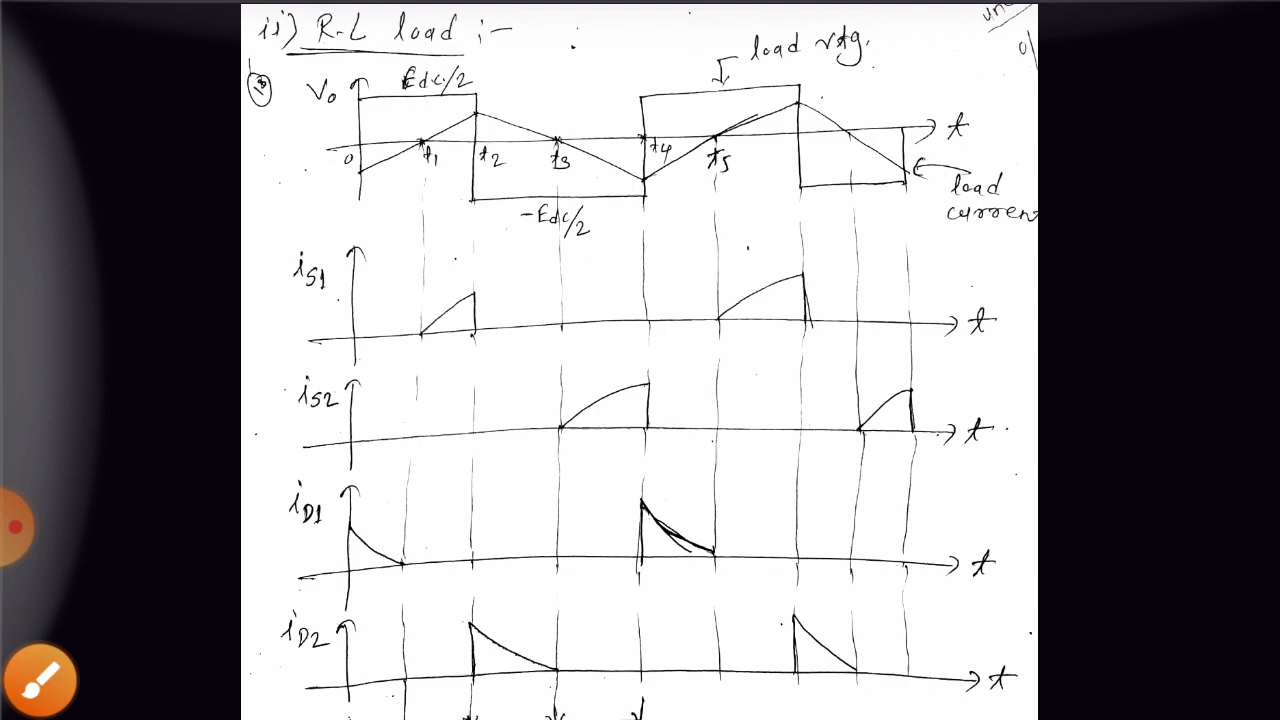 ii) R-L load :-
load vtg.
Edc/2
V0
t
0 t1 t2 t3 t4 t5
load
current
-Edc/2
iS1
t
iS2
t
iD1
t
iD2
t